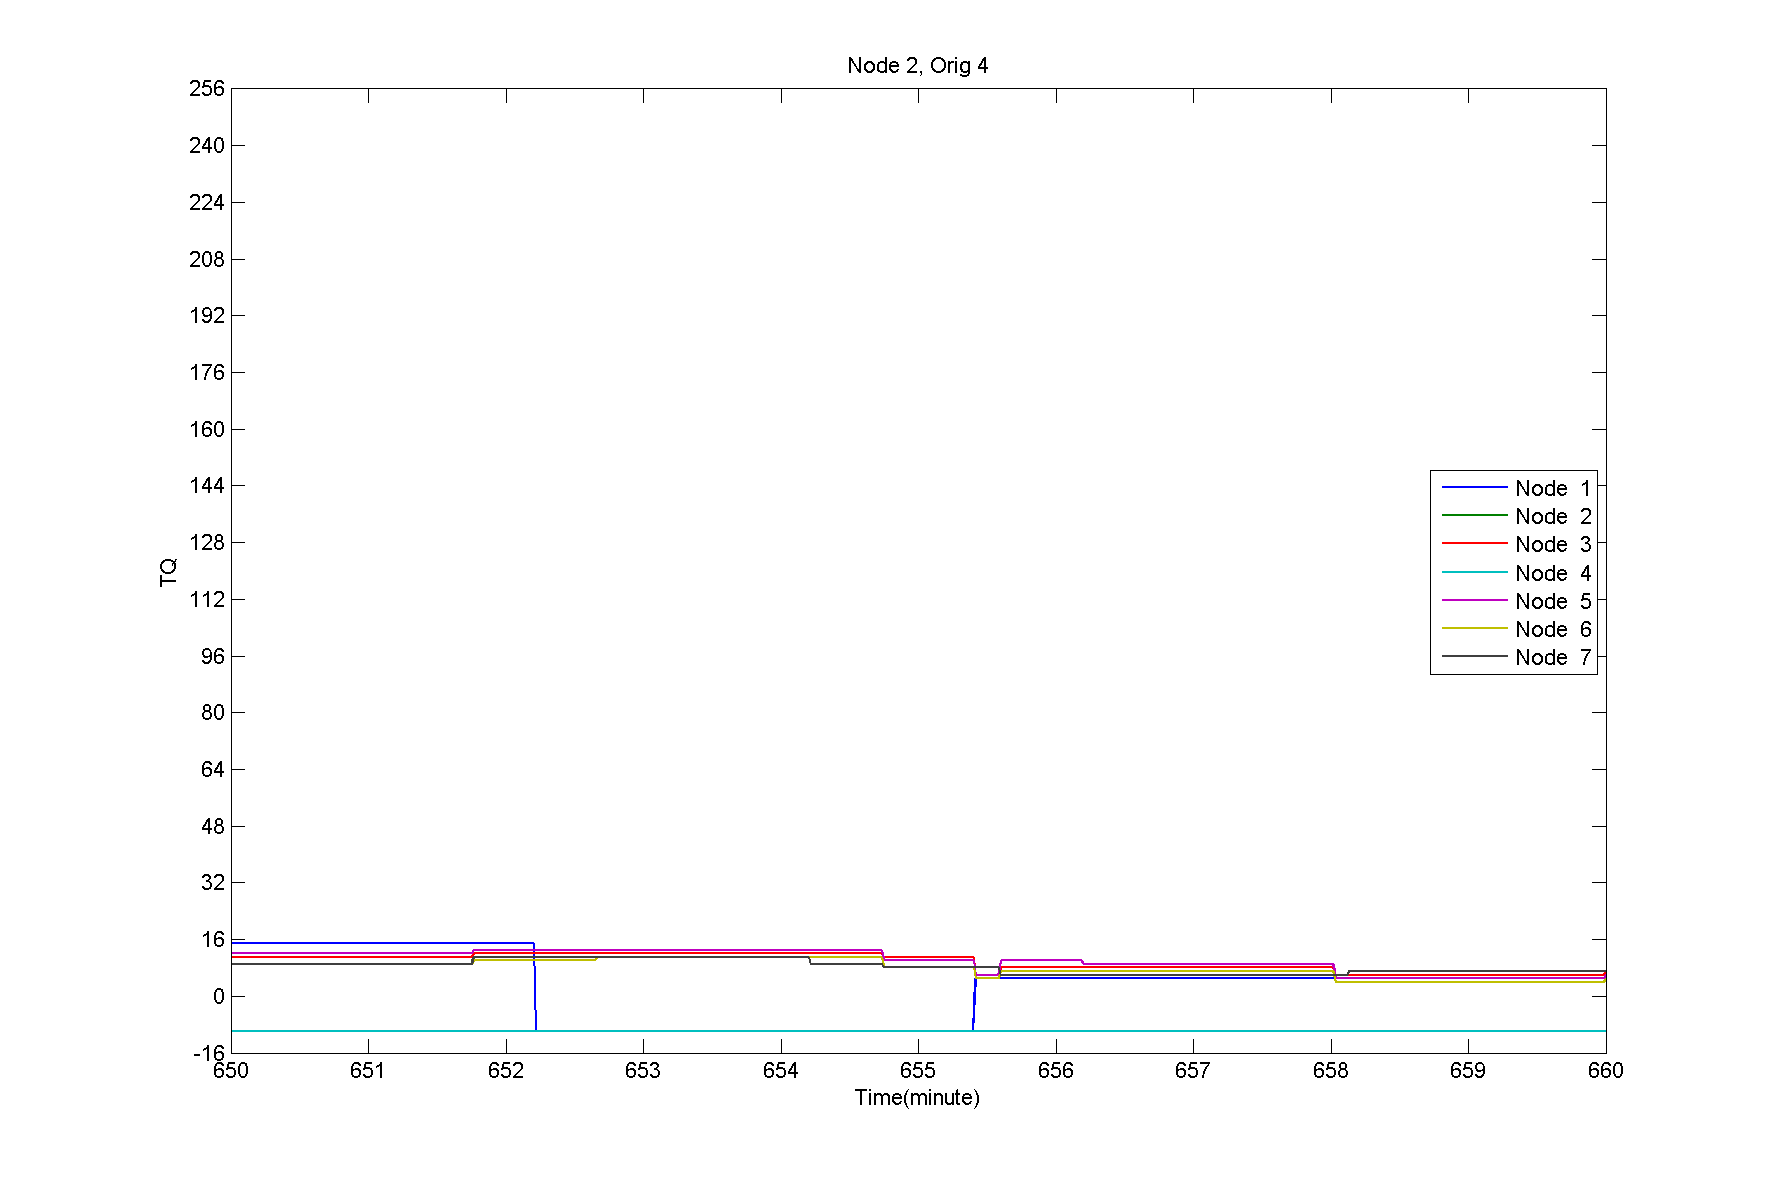 Node 2, Orig 4
256
240
224
208
192
176
160
144
128
112
96
80
64
48
32
16
0
-16
TQ
650 651 652 653 654 655 656 657 658 659 660
Time(minute)
Node 1
Node 2
Node 3
Node 4
Node 5
Node 6
Node 7